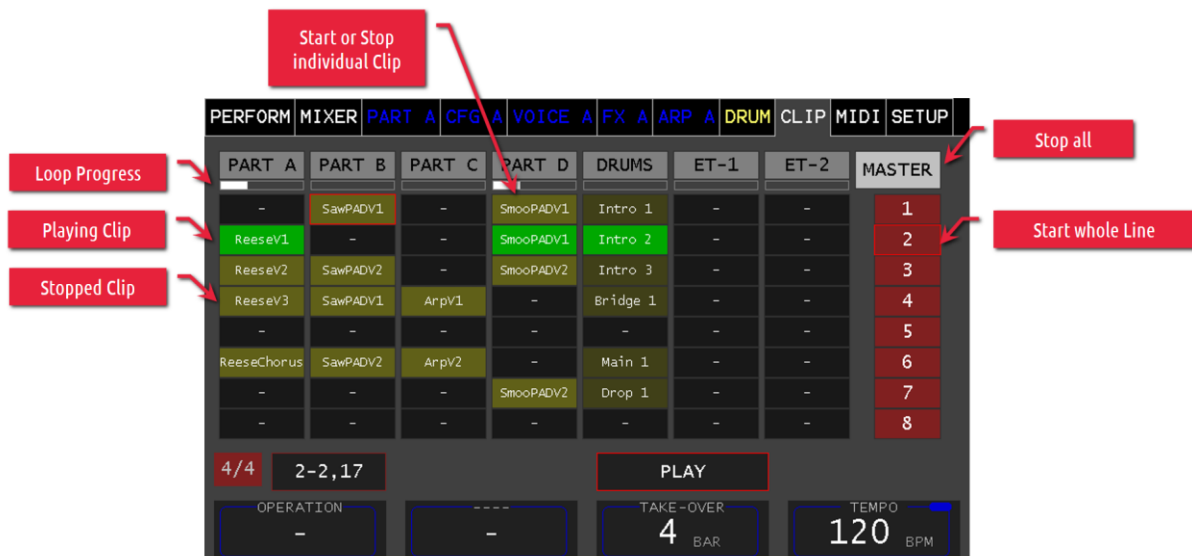 Start or Stop
individual Clip
PERFORM MIXER PART A CFG A VOICE A FX A ARP A DRUM CLIP MIDI SETUP
Stop all
Loop Progress
PART A PART B PART C PART D DRUMS ET-1 ET-2 MASTER
- SawPADV1 - SmooPADV1 Intro 1 - - 1
Playing Clip
ReeseV1 - - SmooPADV1 Intro 2 - - 2
Start whole Line
ReeseV2 SawPADV2 - SmooPADV2 Intro 3 - - 3
Stopped Clip
ReeseV3 SawPADV1 ArpV1 - Bridge 1 - - 4
- - - - - - - 5
ReeseChorus SawPADV2 ArpV2 - Main 1 - - 6
- - - SmooPADV2 Drop 1 - - 7
- - - - - - - 8
4/4 2-2,17 PLAY
OPERATION ---- TAKE-OVER TEMPO
- - 4 BAR 120 BPM